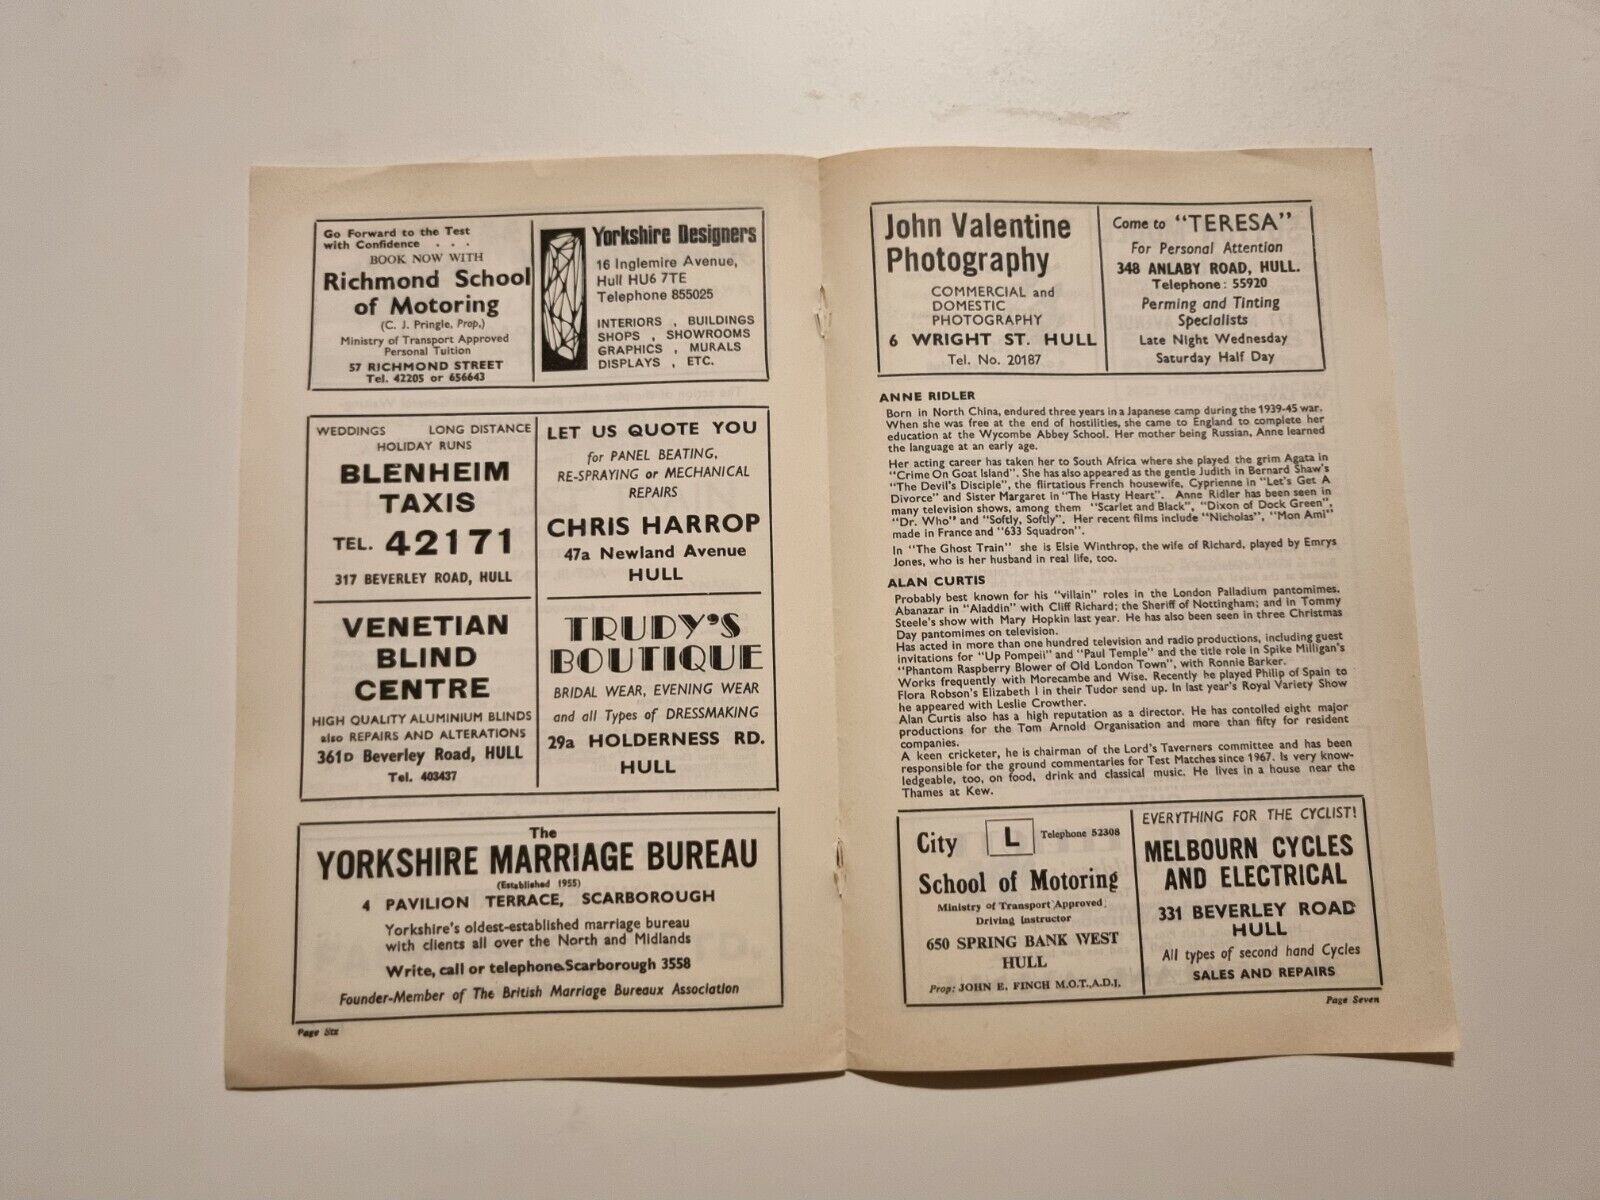 Go Forward to the Test
with Confidence . . .
BOOK NOW WITH
Richmond School
of Motoring
(C. J. Pringle, Prop,)
Ministry of Transport Approved
Personal Tuition
57 RICHMOND STREET
Tel. 42205 or 656643
Yorkshire Designers
16 Inglemire Avenue,
Hull HU6 7TE
Telephone 855025
INTERIORS , BUILDINGS
SHOPS , SHOWROOMS
GRAPHICS , MURALS
DISPLAYS , ETC.
WEDDINGS LONG DISTANCE
HOLIDAY RUNS
BLENHEIM
TAXIS
TEL. 42171
317 BEVERLEY ROAD, HULL
LET US QUOTE YOU
for PANEL BEATING,
RE-SPRAYING or MECHANICAL
REPAIRS
CHRIS HARROP
47a Newland Avenue
HULL
VENETIAN
BLIND
CENTRE
HIGH QUALITY ALUMINIUM BLINDS
also REPAIRS AND ALTERATIONS
361D Beverley Road, HULL
Tel. 403437
TRUDY'S
BOUTIQUE
BRIDAL WEAR, EVENING WEAR
and all Types of DRESSMAKING
29a HOLDERNESS RD.
HULL
The
YORKSHIRE MARRIAGE BUREAU
(Established 1955)
4 PAVILION TERRACE, SCARBOROUGH
Yorkshire's oldest-established marriage bureau
with clients all over the North and Midlands
Write, call or telephone.Scarborough 3558
Founder-Member of The British Marriage Bureaux Association
Page Six
John Valentine
Photography
COMMERCIAL and
DOMESTIC
PHOTOGRAPHY
6 WRIGHT ST. HULL
Tel. No. 20187
Come to "TERESA"
For Personal Attention
348 ANLABY ROAD, HULL.
Telephone: 55920
Perming and Tinting
Specialists
Late Night Wednesday
Saturday Half Day
ANNE RIDLER
Born in North China, endured three years in a Japanese camp during the 1939-45 war.
When she was free at the end of hostilities, she came to England to complete her
education at the Wycombe Abbey School. Her mother being Russian, Anne learned
the language at an early age.
Her acting career has taken her to South Africa where she played the grim Agata in
"Crime On Goat Island". She has also appeared as the gentle Judith in Bernard Shaw's
"The Devil's Disciple", the flirtatious French housewife, Cyprienne in "Let's Get A
Divorce" and Sister Margaret in "The Hasty Heart". Anne Ridler has been seen in
many television shows, among them "Scarlet and Black", "Dixon of Dock Green",
"Dr. Who" and "Softly, Softly". Her recent films include "Nicholas", "Mon Ami"
made in France and "633 Squadron".
In "The Ghost Train" she is Elsie Winthrop, the wife of Richard, played by Emrys
Jones, who is her husband in real life, too.
ALAN CURTIS
Probably best known for his "villain" roles in the London Palladium pantomimes.
Abanazar in "Aladdin" with Cliff Richard; the Sheriff of Nottingham; and in Tommy
Steele's show with Mary Hopkin last year. He has also been seen in three Christmas
Day pantomimes on television.
Has acted in more than one hundred television and radio productions, including guest
invitations for "Up Pompeii" and "Paul Temple" and the title role in Spike Milligan's
"Phantom Raspberry Blower of Old London Town", with Ronnie Barker.
Works frequently with Morecambe and Wise. Recently he played Philip of Spain to
Flora Robson's Elizabeth I in their Tudor send up. In last year's Royal Variety Show
he appeared with Leslie Crowther.
Alan Curtis also has a high reputation as a director. He has contolled eight major
productions for the Tom Arnold Organisation and more than fifty for resident
companies.
A keen cricketer, he is chairman of the Lord's Taverners committee and has been
responsible for the ground commentaries for Test Matches since 1967. Is very know-
ledgeable, too, on food, drink and classical music. He lives in a house near the
Thames at Kew.
City L Telephone 52308
School of Motoring
Ministry of Transport Approved
Driving Instructor
650 SPRING BANK WEST
HULL
Prop: JOHN E. FINCH M.O.T.,A.D.I.
EVERYTHING FOR THE CYCLIST!
MELBOURN CYCLES
AND ELECTRICAL
331 BEVERLEY ROAD
HULL
All types of second hand Cycles
SALES AND REPAIRS
Page Seven